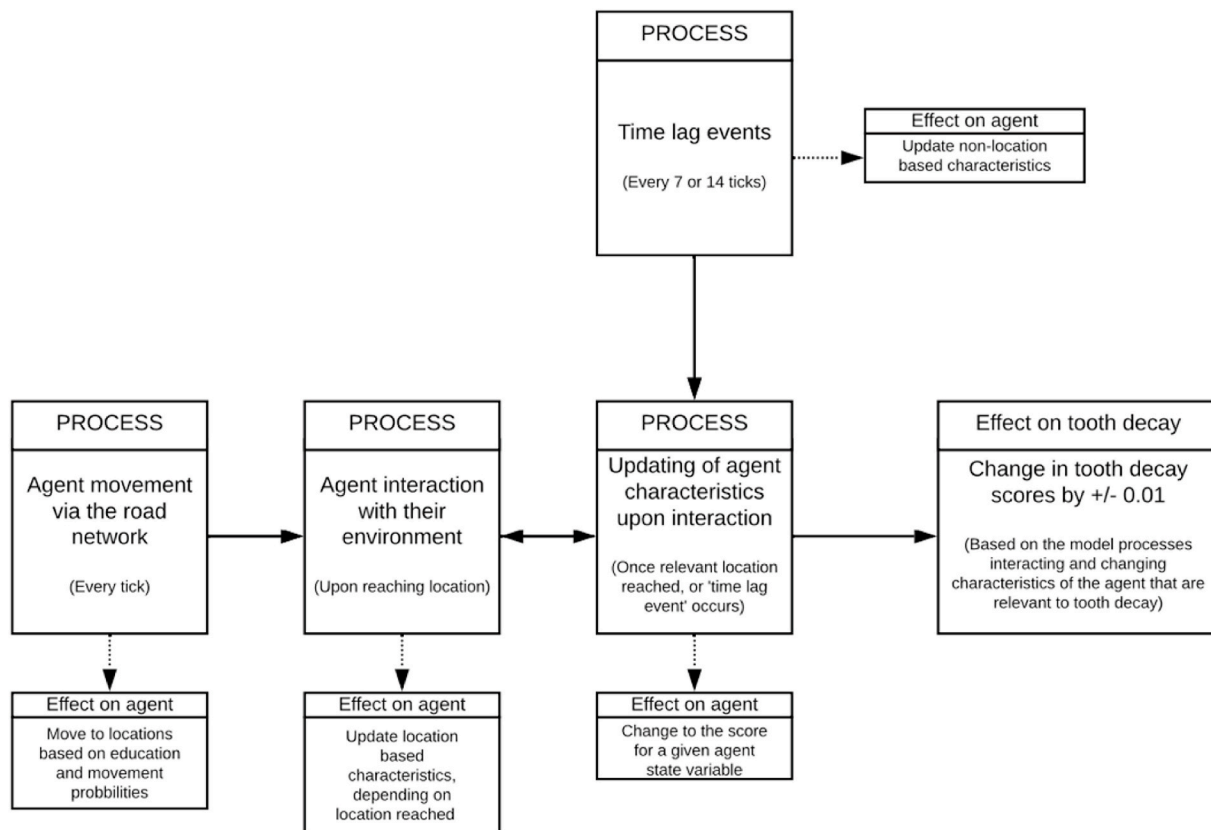 PROCESS
Time lag events
(Every 7 or 14 ticks)
Effect on agent
Update non-location
based characteristics
PROCESS
Agent movement
via the road
network
(Every tick)
Effect on agent
Move to locations
based on education
and movement
probbilities
PROCESS
Agent interaction
with their
environment
(Upon reaching location)
Effect on agent
Update location
based
characteristics,
depending on
location reached
PROCESS
Updating of agent
characteristics
upon interaction
(Once relevant location
reached, or 'time lag
event' occurs)
Effect on agent
Change to the score
for a given agent
state variable
Effect on tooth decay
Change in tooth decay
scores by +/- 0.01
(Based on the model processes
interacting and changing
characteristics of the agent that are
relevant to tooth decay)